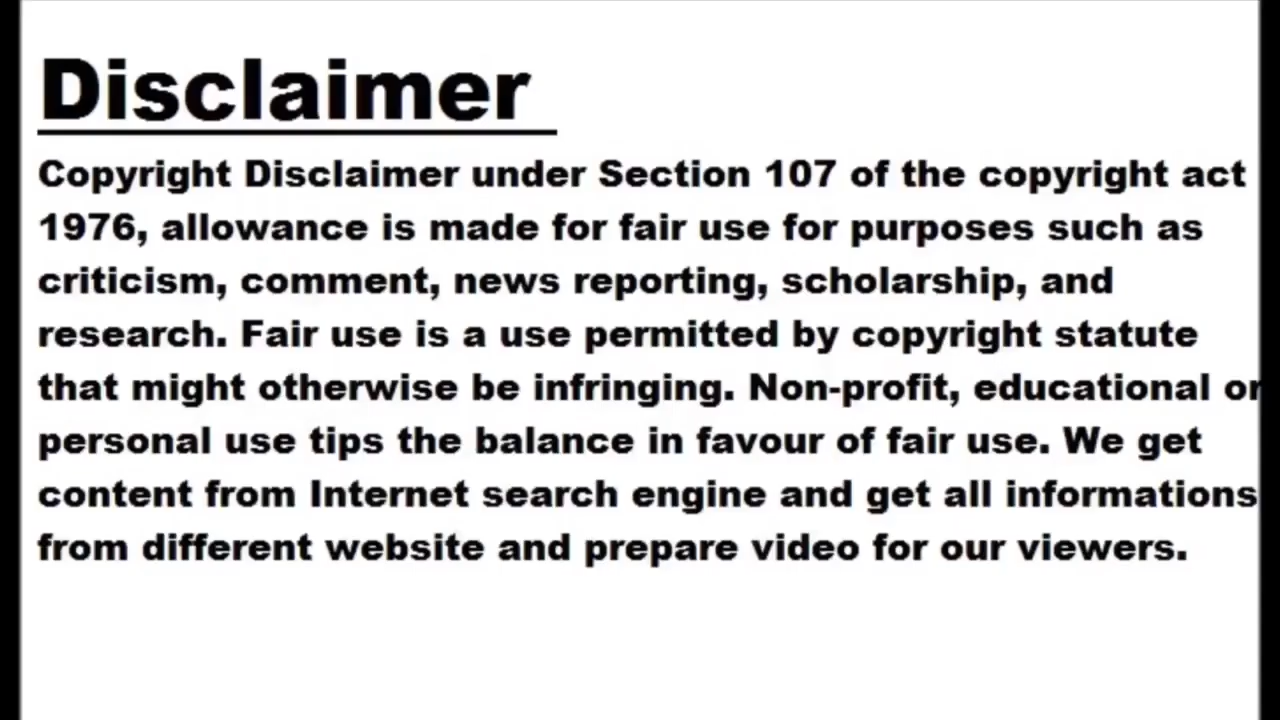 Disclaimer
Copyright Disclaimer under Section 107 of the copyright act
1976, allowance is made for fair use for purposes such as
criticism, comment, news reporting, scholarship, and
research. Fair use is a use permitted by copyright statute
that might otherwise be infringing. Non-profit, educational or
personal use tips the balance in favour of fair use. We get
content from Internet search engine and get all informations
from different website and prepare video for our viewers.